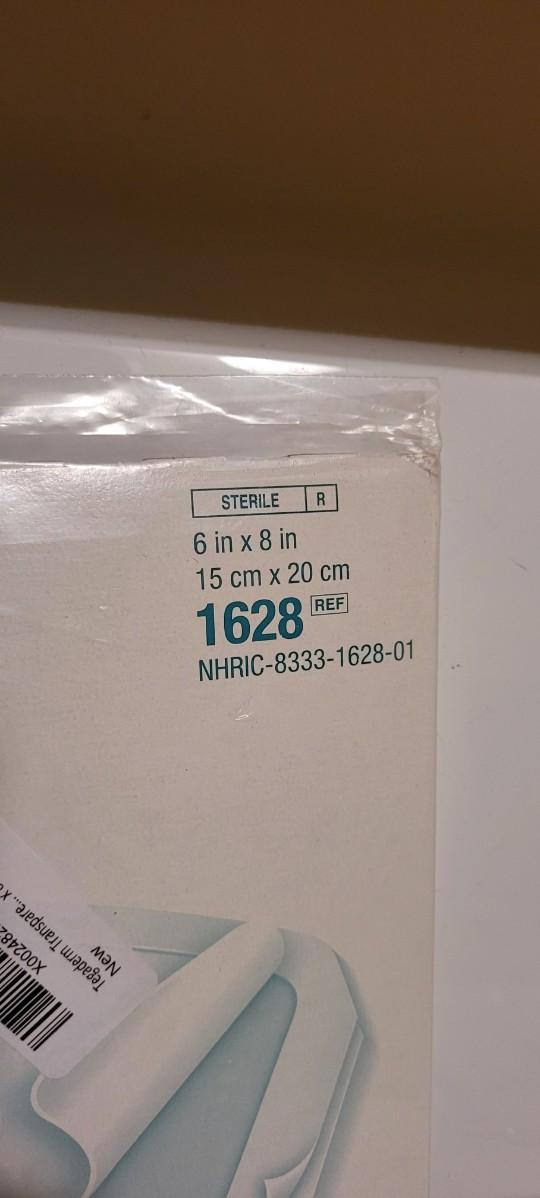 STERILE R
6 in x 8 in
15 cm x 20 cm
1628 REF
NHRIC-8333-1628-01
Tegaderm Transpare...
New